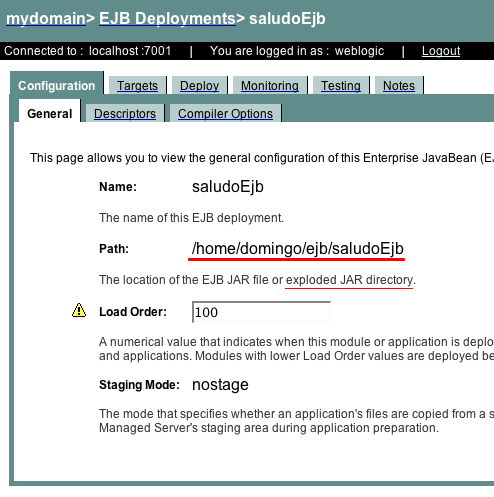 mydomain> EJB Deployments> saludoEjb
Connected to : localhost :7001 | You are logged in as : weblogic | Logout
Configuration Targets Deploy Monitoring Testing Notes
General Descriptors Compiler Options
This page allows you to view the general configuration of this Enterprise JavaBean (E
Name: saludoEjb
The name of this EJB deployment.
Path: /home/domingo/ejb/saludoEjb
The location of the EJB JAR file or exploded JAR directory.
Load Order: 100
A numerical value that indicates when this module or application is deplo
and applications. Modules with lower Load Order values are deployed be
Staging Mode: nostage
The mode that specifies whether an application's files are copied from a s
Managed Server's staging area during application preparation.